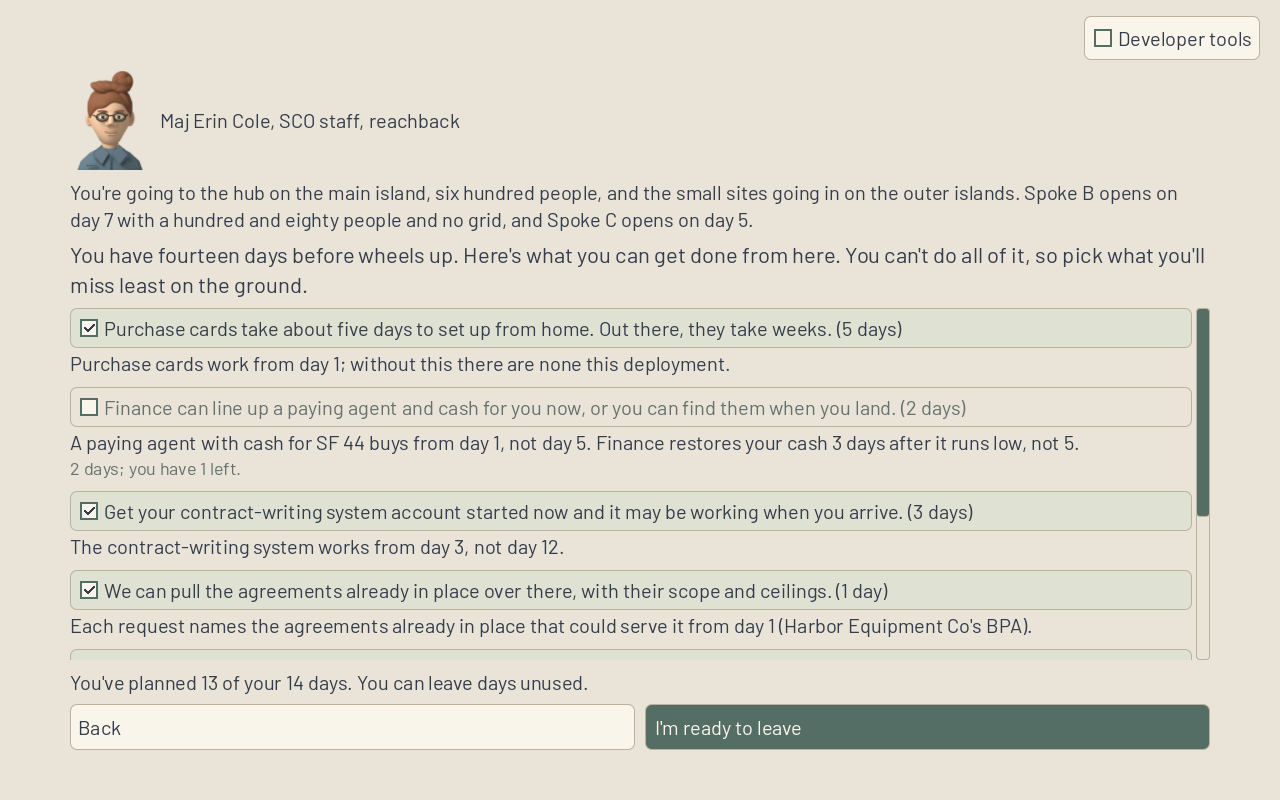 Developer tools
Maj Erin Cole, SCO staff, reachback
You're going to the hub on the main island, six hundred people, and the small sites going in on the outer islands. Spoke B opens on
day 7 with a hundred and eighty people and no grid, and Spoke C opens on day 5.
You have fourteen days before wheels up. Here's what you can get done from here. You can't do all of it, so pick what you'll
miss least on the ground.
Purchase cards take about five days to set up from home. Out there, they take weeks. (5 days)
Purchase cards work from day 1; without this there are none this deployment.
Finance can line up a paying agent and cash for you now, or you can find them when you land. (2 days)
A paying agent with cash for SF 44 buys from day 1, not day 5. Finance restores your cash 3 days after it runs low, not 5.
2 days; you have 1 left.
Get your contract-writing system account started now and it may be working when you arrive. (3 days)
The contract-writing system works from day 3, not day 12.
We can pull the agreements already in place over there, with their scope and ceilings. (1 day)
Each request names the agreements already in place that could serve it from day 1 (Harbor Equipment Co's BPA).
You've planned 13 of your 14 days. You can leave days unused.
Back
I'm ready to leave